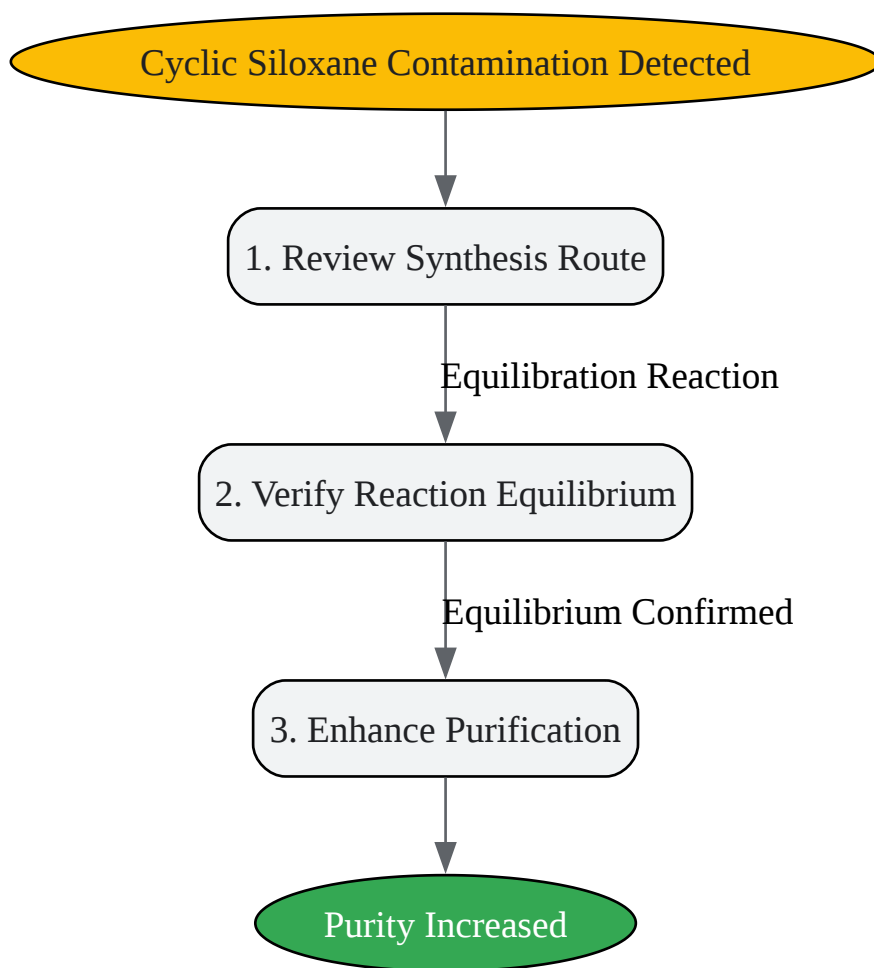 Cyclic Siloxane Contamination Detected
1. Review Synthesis Route
Equilibration Reaction
2. Verify Reaction Equilibrium
Equilibrium Confirmed
3. Enhance Purification
Purity Increased